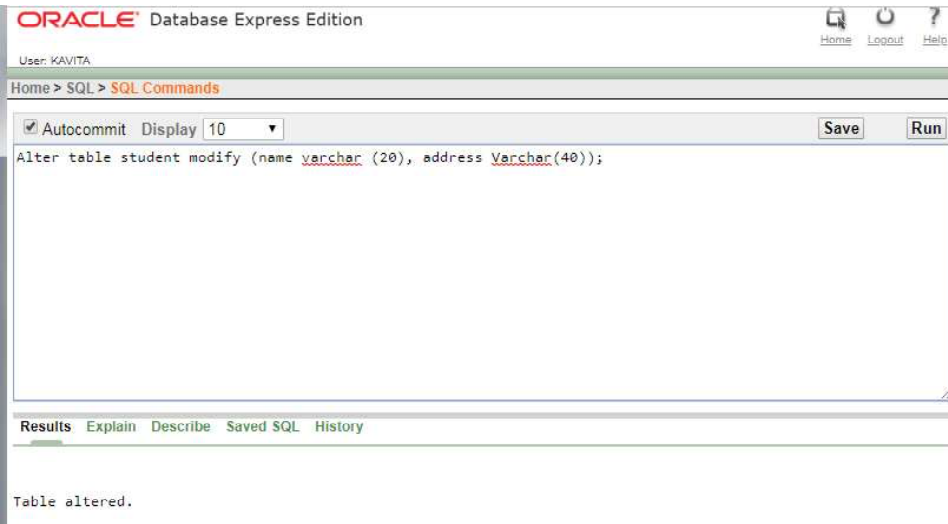 ORACLE Database Express Edition
Home Logout Help
User: KAVITA
Home > SQL > SQL Commands
Autocommit Display 10 Save Run
Alter table student modify (name varchar (20), address Varchar(40));
Results Explain Describe Saved SQL History
Table altered.